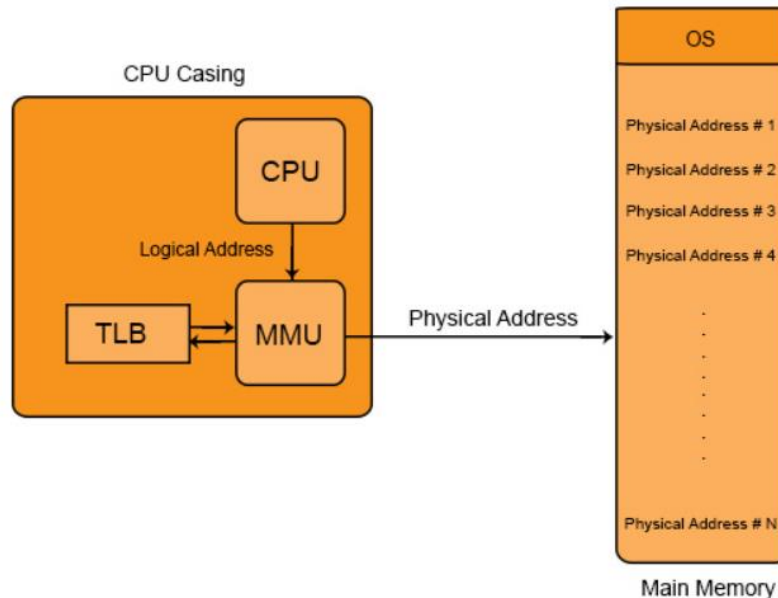 OS
CPU Casing
Physical Address # 1
CPU
Physical Address # 2
Physical Address # 3
Logical Address
Physical Address # 4
TLB
MMU
Physical Address
Physical Address # N
Main Memory